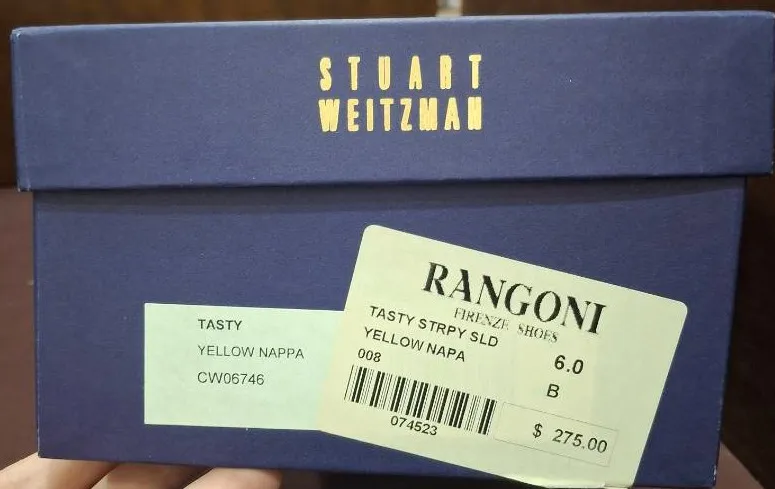 STUART
WEITZMAN
TASTY
YELLOW NAPPA
CW06746
RANGONI
FIRENZE SHOES
TASTY STRPY SLD
YELLOW NAPA
008
6.0
B
074523
$ 275.00